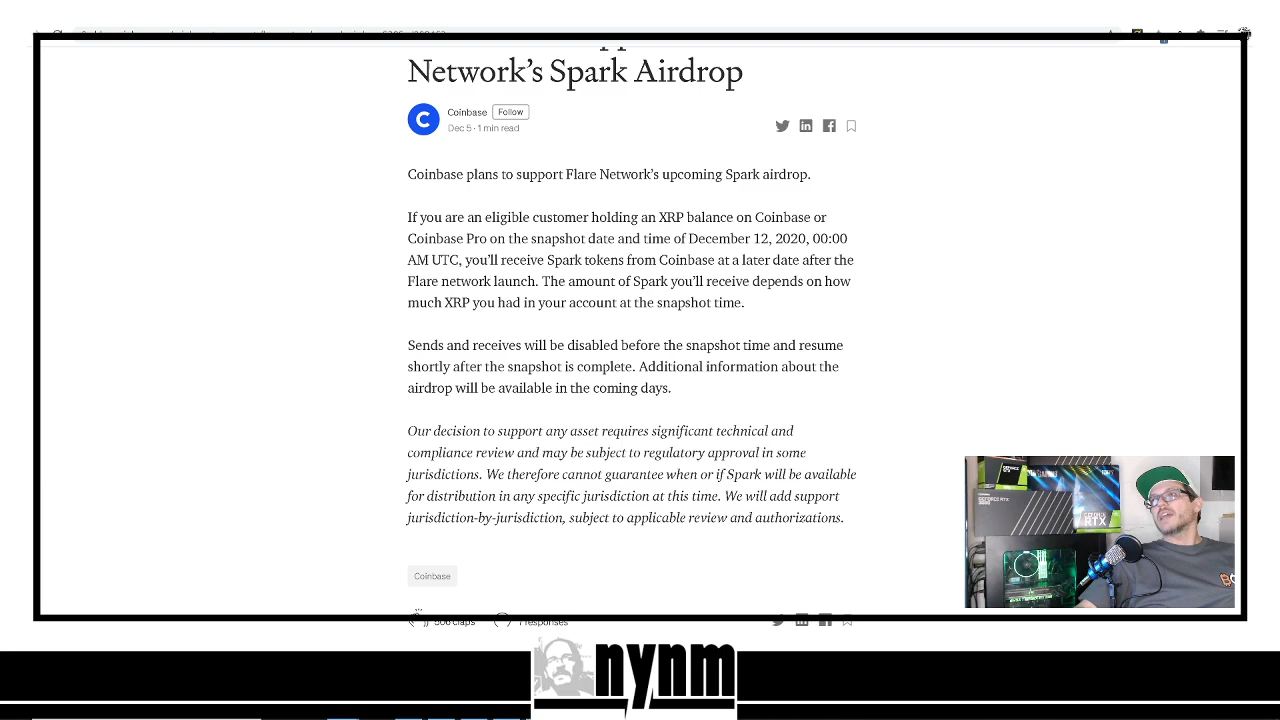 Network’s Spark Airdrop
Coinbase Follow
Dec 5 · 1 min read
Coinbase plans to support Flare Network’s upcoming Spark airdrop.
If you are an eligible customer holding an XRP balance on Coinbase or
Coinbase Pro on the snapshot date and time of December 12, 2020, 00:00
AM UTC, you’ll receive Spark tokens from Coinbase at a later date after the
Flare network launch. The amount of Spark you’ll receive depends on how
much XRP you had in your account at the snapshot time.
Sends and receives will be disabled before the snapshot time and resume
shortly after the snapshot is complete. Additional information about the
airdrop will be available in the coming days.
Our decision to support any asset requires significant technical and
compliance review and may be subject to regulatory approval in some
jurisdictions. We therefore cannot guarantee when or if Spark will be available
for distribution in any specific jurisdiction at this time. We will add support
jurisdiction-by-jurisdiction, subject to applicable review and authorizations.
RTX
Coinbase
claps
responses
nynm